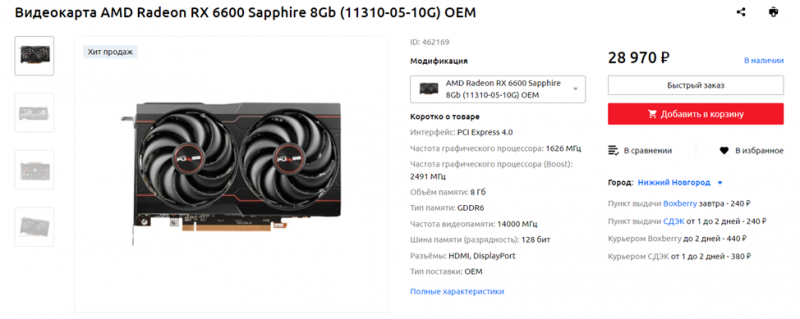 Видеокарта AMD Radeon RX 6600 Sapphire 8Gb (11310-05-10G) OEM
Хит продаж
PULSE
ID: 462169
Модификация
AMD Radeon RX 6600 Sapphire
8Gb (11310-05-10G) OEM
Коротко о товаре
Интерфейс: PCI Express 4.0
Частота графического процессора: 1626 МГц
Частота графического процессора (Boost):
2491 МГц
Объём памяти: 8 Гб
Тип памяти: GDDR6
Частота видеопамяти: 14000 МГц
Шина памяти (разрядность): 128 бит
Разъёмы: HDMI, DisplayPort
Тип поставки: OEM
Полные характеристики
28 970 ₽
В наличии
Быстрый заказ
Добавить в корзину
В сравнении
В избранное
Город: Нижний Новгород
Пункт выдачи Boxberry завтра - 240 ₽
Пункт выдачи СДЭК от 1 до 2 дней - 240 ₽
Курьером Boxberry до 2 дней - 440 ₽
Курьером СДЭК от 1 до 2 дней - 380 ₽